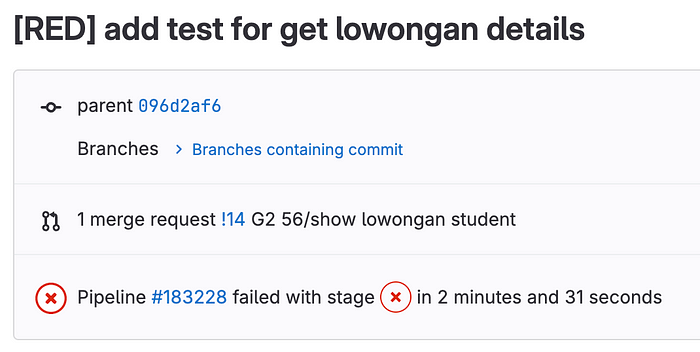 [RED] add test for get lowongan details
parent 096d2af6
Branches > Branches containing commit
1 merge request !14 G2 56/show lowongan student
Pipeline #183228 failed with stage in 2 minutes and 31 seconds